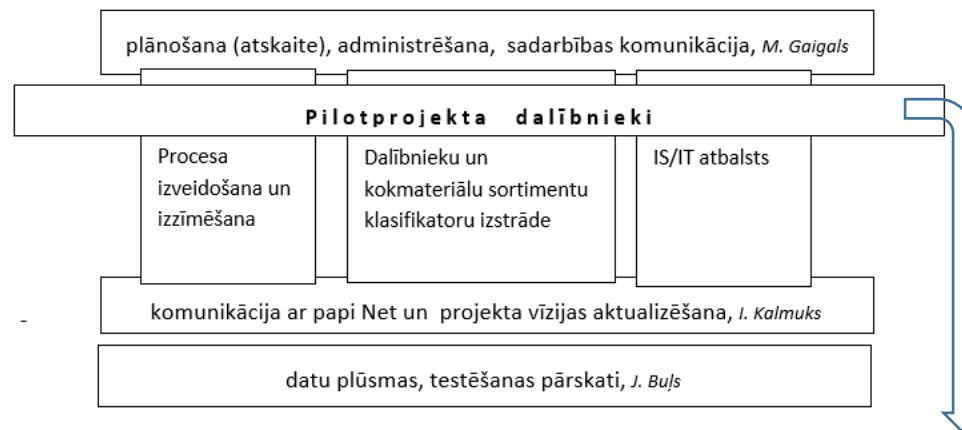 plānošana (atskaite), administrēšana, sadarbības komunikācija, M. Gaigals
Pilotprojekta dalībnieki
Procesa
izveidošana un
izzīmēšana
Dalībnieku un
kokmateriālu sortimentu
klasifikatoru izstrāde
IS/IT atbalsts
-
komunikācija ar papi Net un projekta vīzijas aktualizēšana, I. Kalmuks
datu plūsmas, testēšanas pārskati, J. Buļs